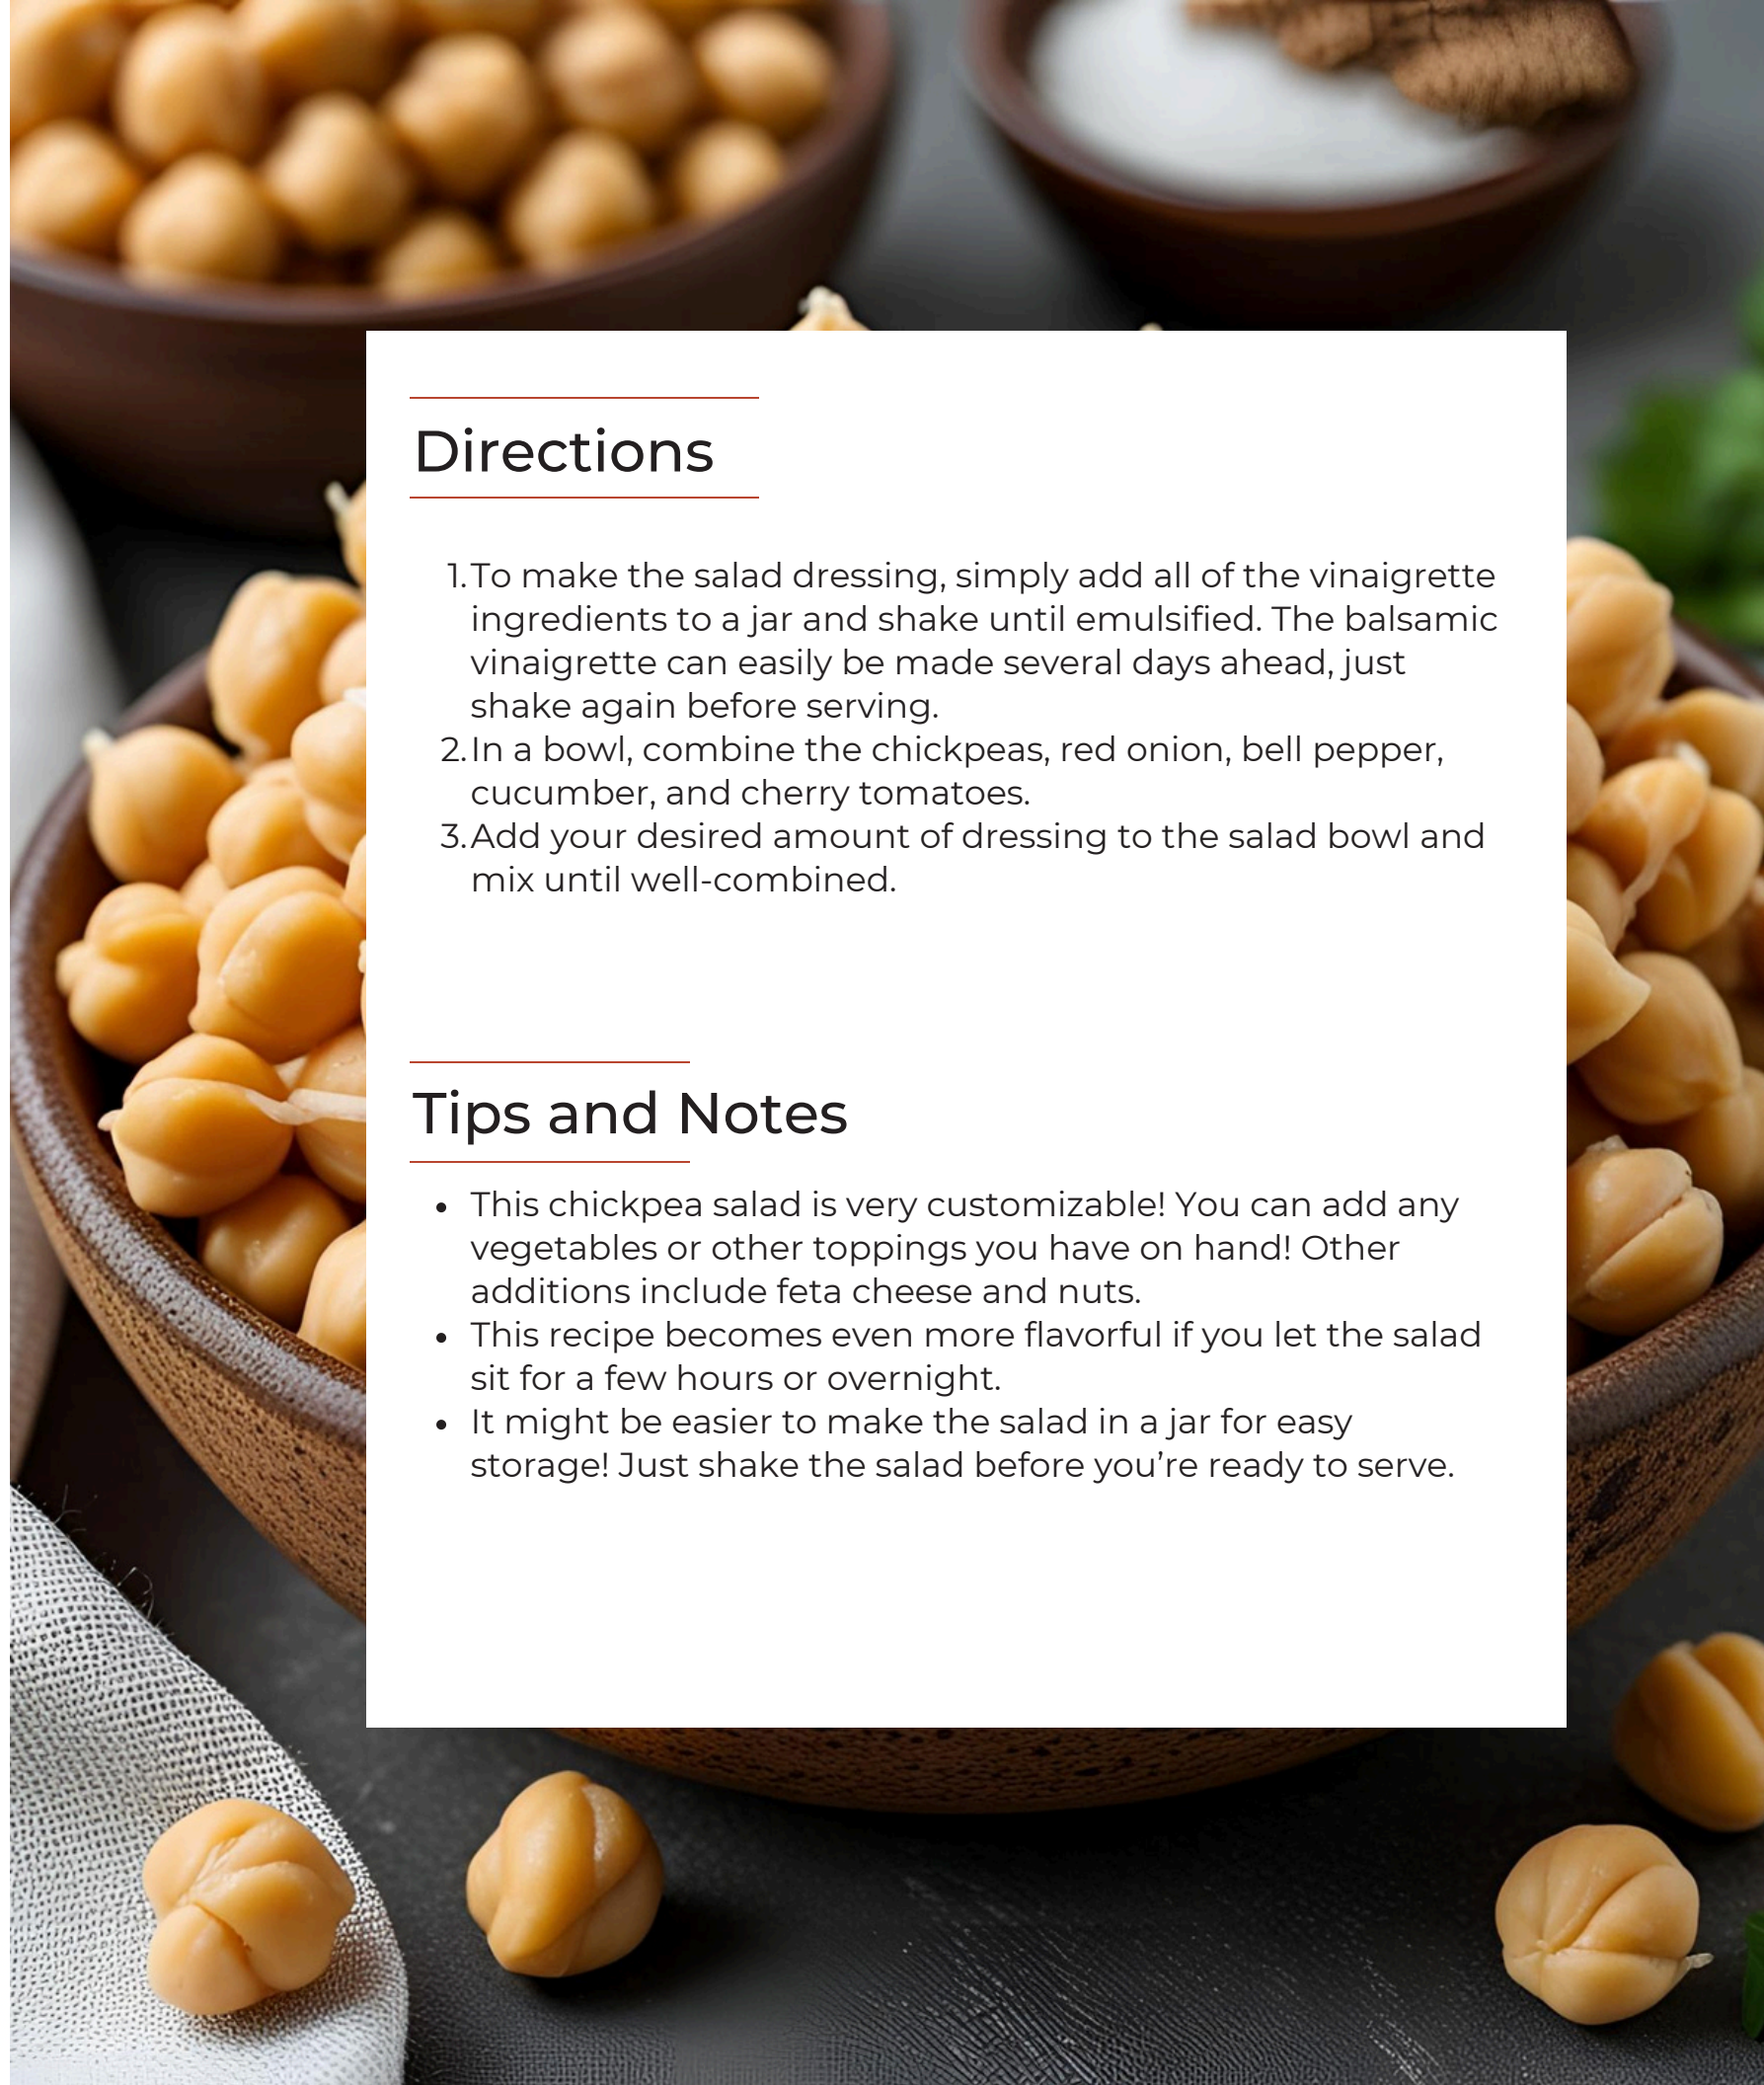 Directions
1. To make the salad dressing, simply add all of the vinaigrette
ingredients to a jar and shake until emulsified. The balsamic
vinaigrette can easily be made several days ahead, just
shake again before serving.
2. In a bowl, combine the chickpeas, red onion, bell pepper,
cucumber, and cherry tomatoes.
3. Add your desired amount of dressing to the salad bowl and
mix until well-combined.
Tips and Notes
• This chickpea salad is very customizable! You can add any
vegetables or other toppings you have on hand! Other
additions include feta cheese and nuts.
• This recipe becomes even more flavorful if you let the salad
sit for a few hours or overnight.
• It might be easier to make the salad in a jar for easy
storage! Just shake the salad before you’re ready to serve.